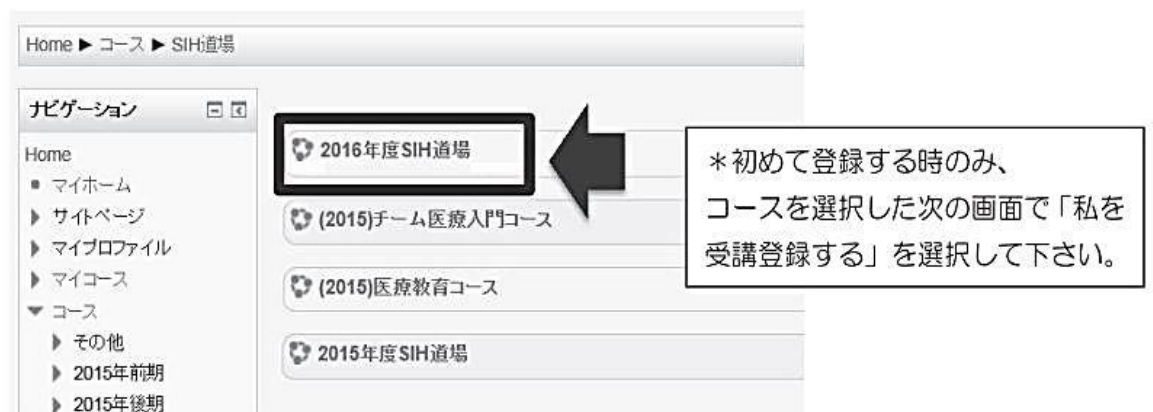 Home ▶ コース ▶ SIH道場
ナビゲーション
Home
■ マイホーム
▶ サイトページ
▶ マイプロファイル
▶ マイコース
▼ コース
▶ その他
▶ 2015年前期
▶ 2015年後期
2016年度SIH道場
(2015)チーム医療入門コース
(2015)医療教育コース
2015年度SIH道場
*初めて登録する時のみ、
コースを選択した次の画面で「私を
受講登録する」を選択して下さい。